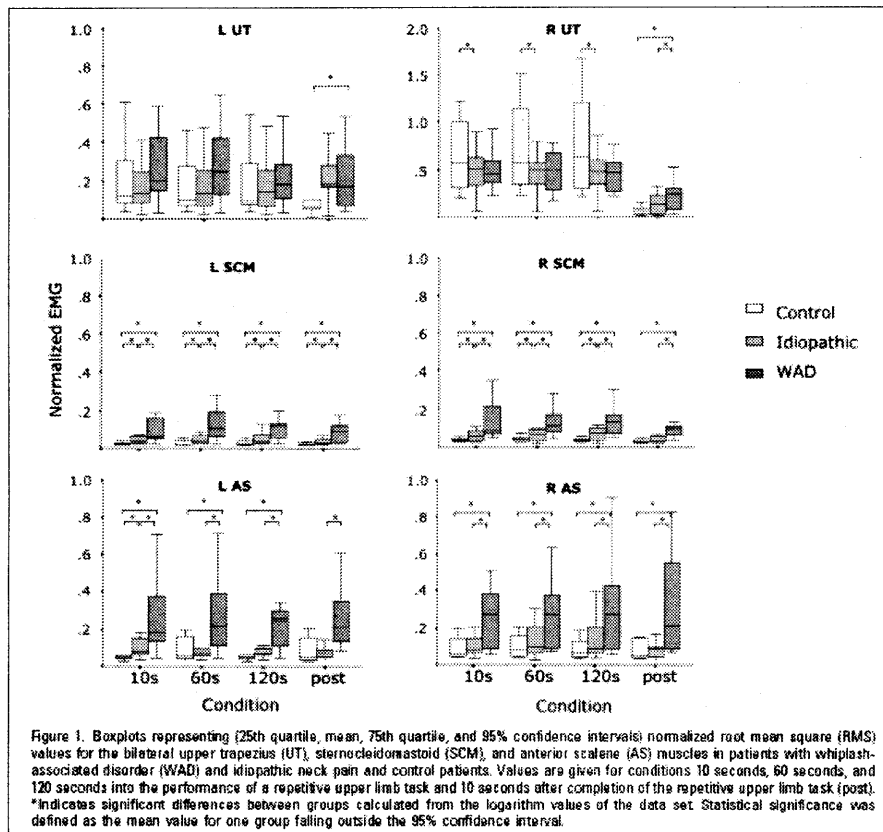 L UT
R UT
1.0
.8
.6
.4
.2
2.0
1.5
1.0
.5
L SCM
R SCM
1.0
.8
.6
.4
.2
1.0
.8
.6
.4
.2
Normalized EMG
Control
Idiopathic
WAD
L AS
R AS
1.0
.8
.6
.4
.2
1.0
.8
.6
.4
.2
10s 60s 120s post
10s 60s 120s post
Condition
Condition
Figure 1. Boxplots representing (25th quartile, mean, 75th quartile, and 95% confidence intervals) normalized root mean square (RMS)
values for the bilateral upper trapezius (UT), sternocleidomastoid (SCM), and anterior scalene (AS) muscles in patients with whiplash-
associated disorder (WAD) and idiopathic neck pain and control patients. Values are given for conditions 10 seconds, 60 seconds, and
120 seconds into the performance of a repetitive upper limb task and 10 seconds after completion of the repetitive upper limb task (post).
*Indicates significant differences between groups calculated from the logarithm values of the data set. Statistical significance was
defined as the mean value for one group falling outside the 95% confidence interval.